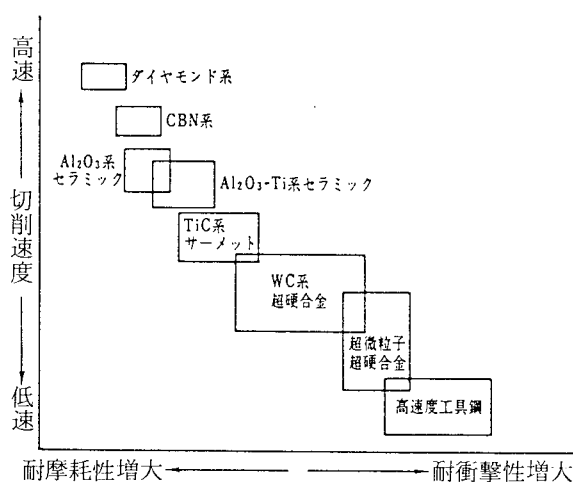 高速
切削速度
低速
ダイヤモンド系
CBN系
Al₂O₃系
セラミック
Al₂O₃-Ti系セラミック
TiC系
サーメット
WC系
超硬合金
超微粒子
超硬合金
高速度工具鋼
耐摩耗性増大
耐衝撃性増大